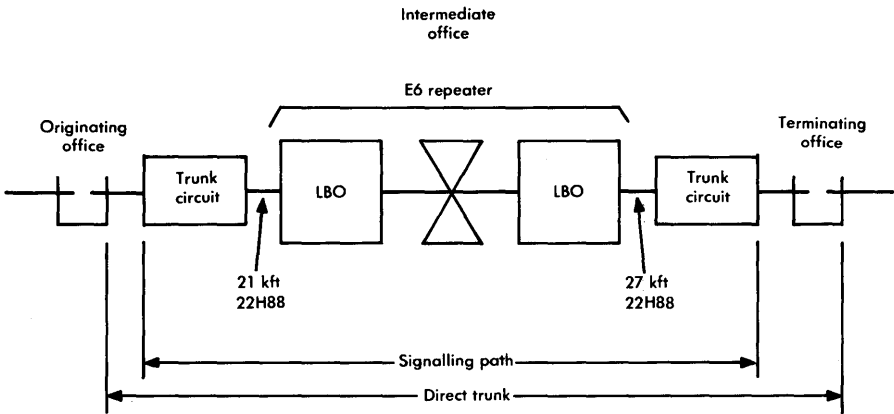 Intermediate
office
E6 repeater
Originating
office
Terminating
office
Trunk
circuit
LBO
LBO
Trunk
circuit
21 kft
22H88
27 kft
22H88
Signalling path
Direct trunk